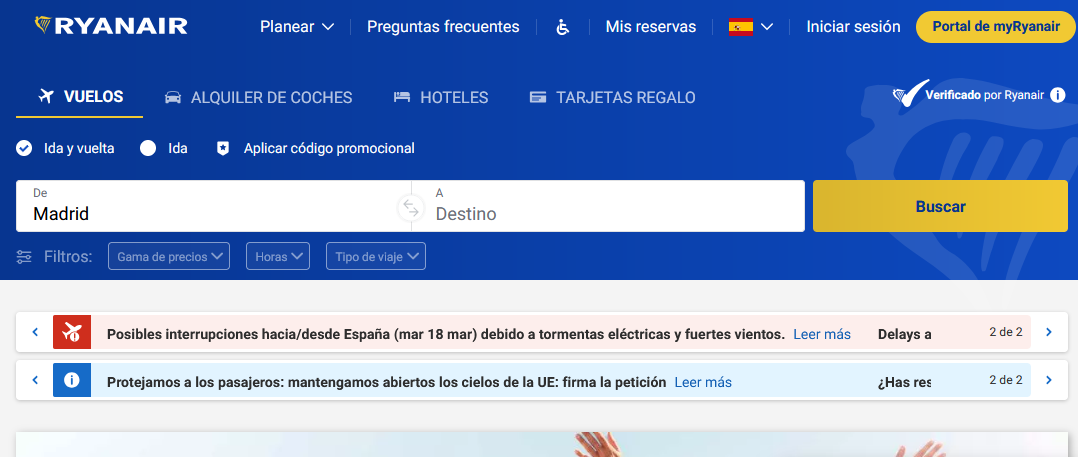 RYANAIR Planear Preguntas frecuentes Mis reservas Iniciar sesión Portal de myRyanair
VUELOS ALQUILER DE COCHES HOTELES TARJETAS REGALO Verificado por Ryanair
Ida y vuelta Ida Aplicar código promocional
De A
Madrid Destino Buscar
Filtros: Gama de precios Horas Tipo de viaje
Posibles interrupciones hacia/desde España (mar 18 mar) debido a tormentas eléctricas y fuertes vientos. Leer más Delays a 2 de 2
Protejamos a los pasajeros: mantengamos abiertos los cielos de la UE: firma la petición Leer más ¿Has 2 de 2